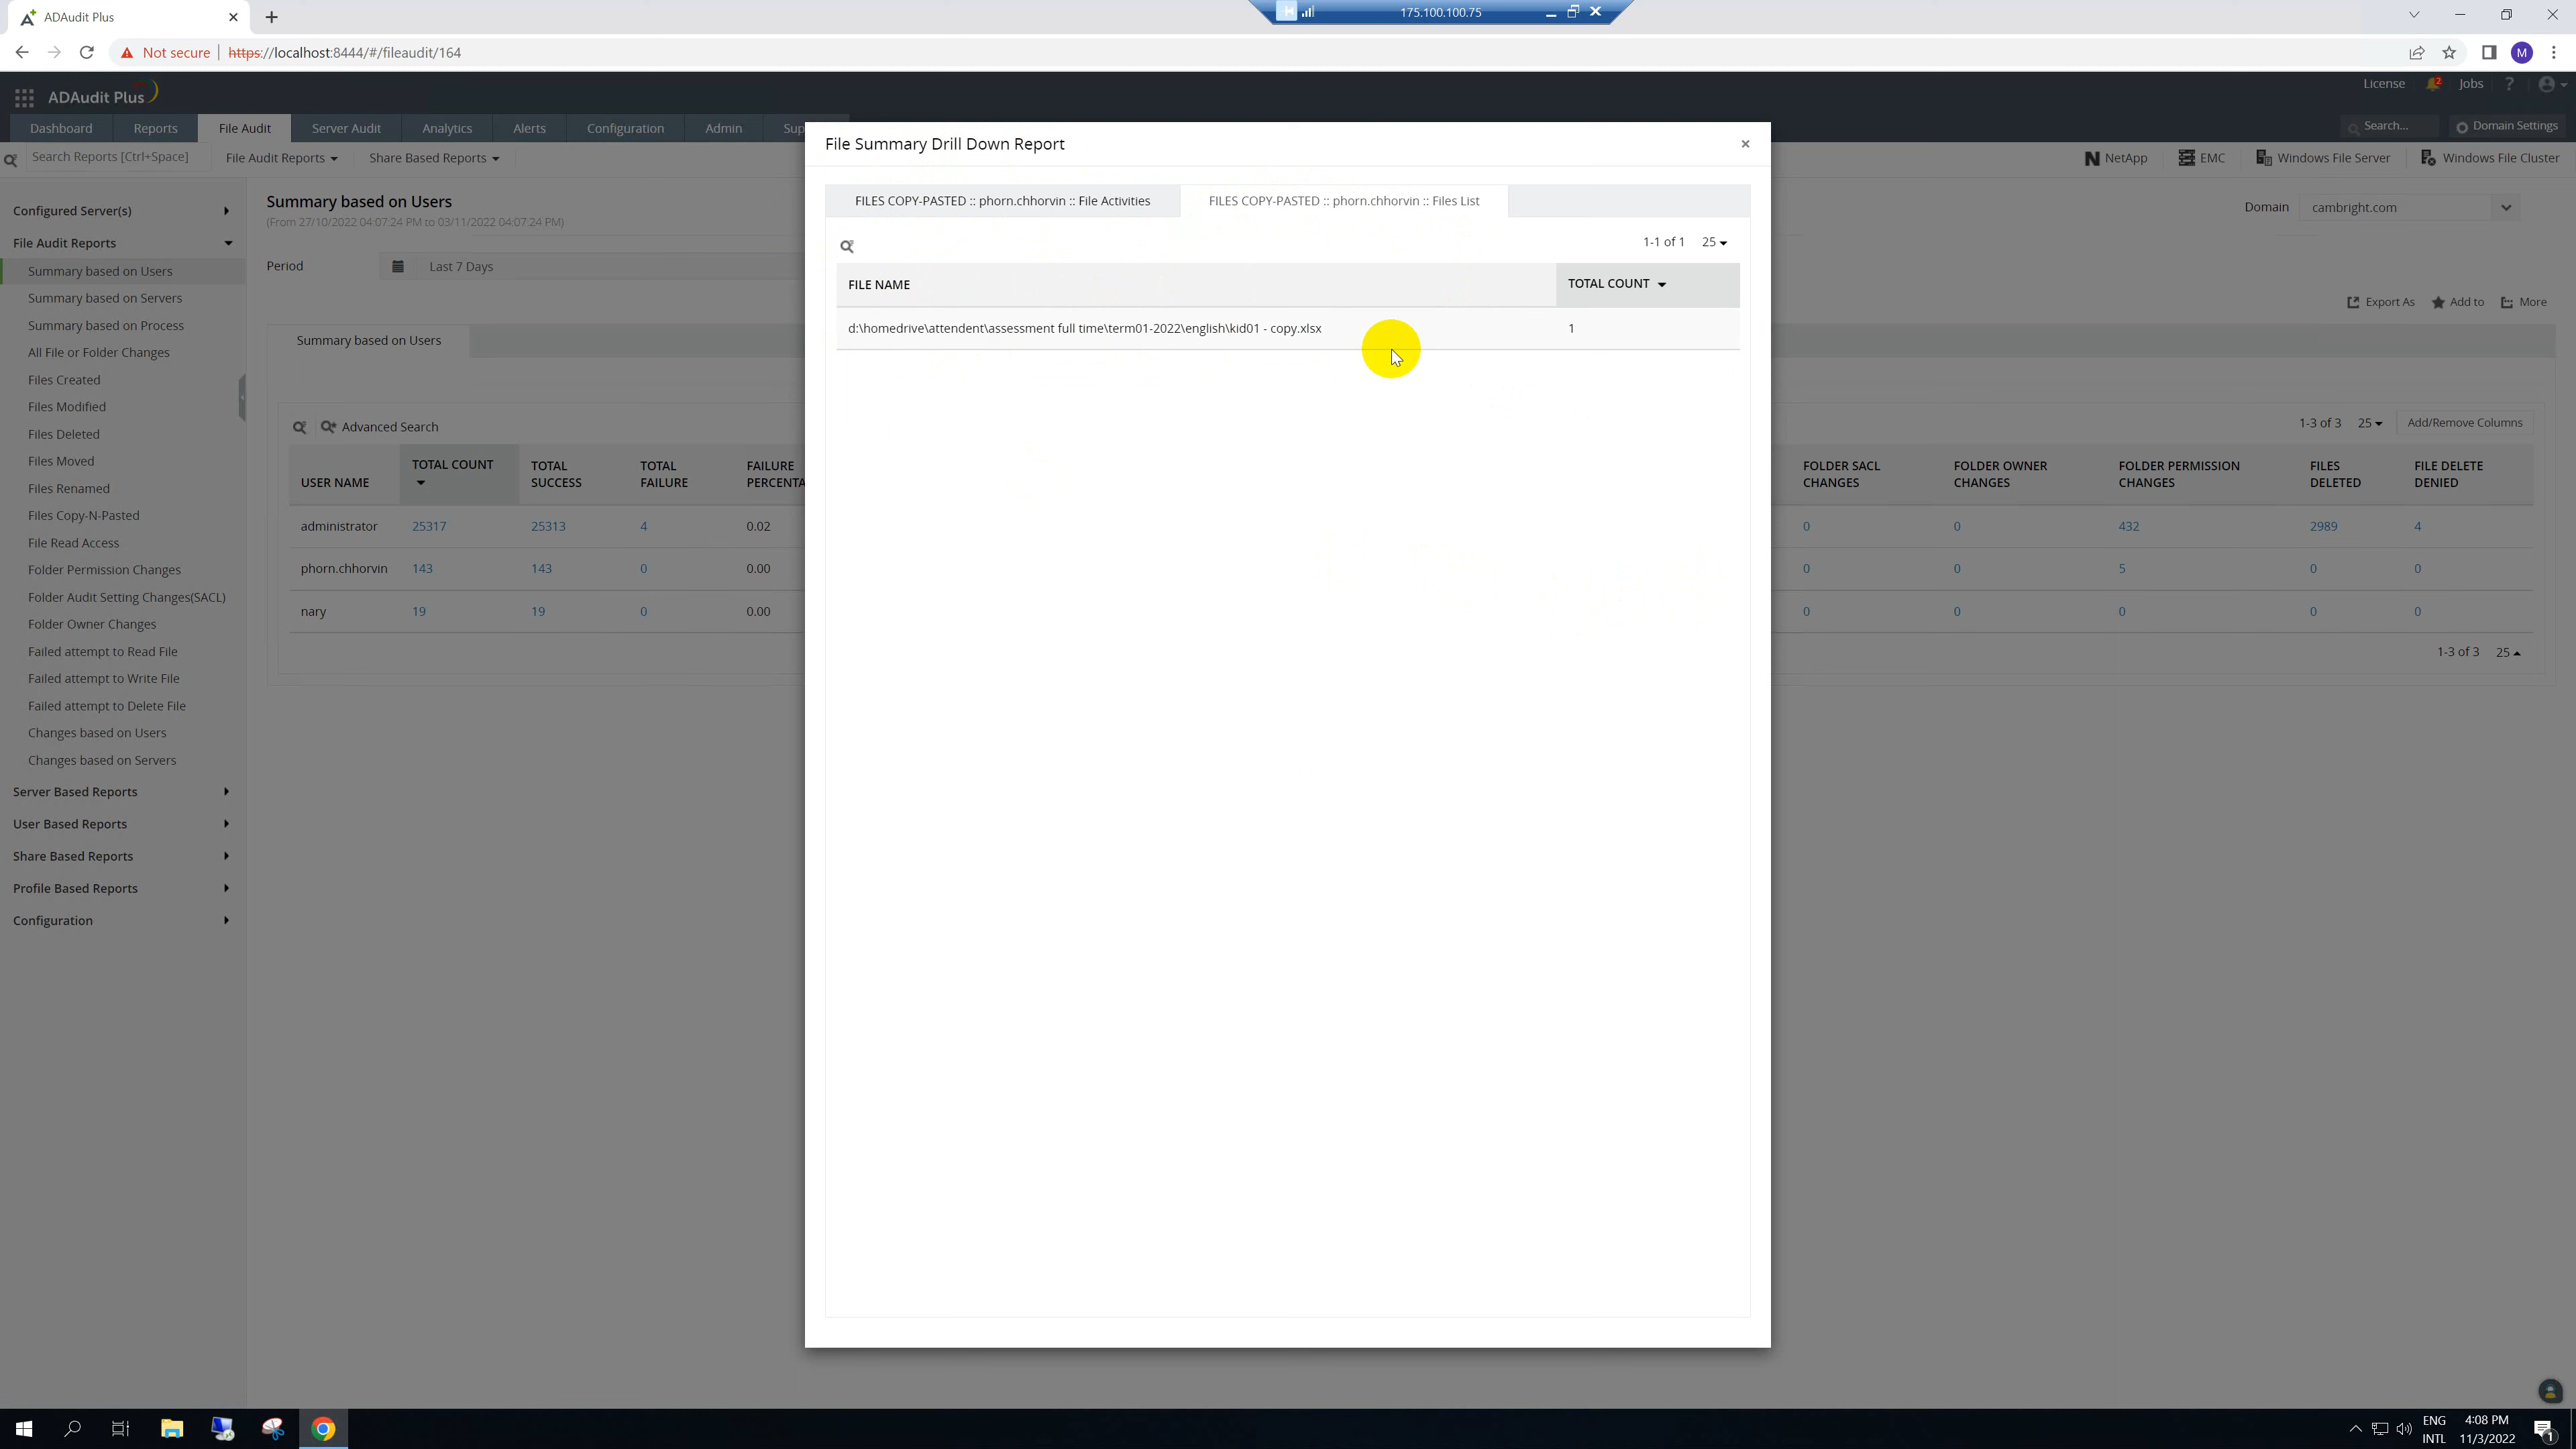 ADAudit Plus
175.100.100.75
Not secure https://localhost:8444/#/fileaudit/164
M
ADAudit Plus
License 2 Jobs ?
Dashboard Reports File Audit Server Audit Analytics Alerts Configuration Admin Sup
Search... Domain Settings
Search Reports [Ctrl+Space] File Audit Reports Share Based Reports
NetApp EMC Windows File Server Windows File Cluster
File Summary Drill Down Report
FILES COPY-PASTED :: phorn.chhorvin :: File Activities FILES COPY-PASTED :: phorn.chhorvin :: Files List
1-1 of 1 25
FILE NAME TOTAL COUNT
d:\homedrive\attendent\assessment full time\term01-2022\english\kid01 - copy.xlsx 1
Configured Server(s)
File Audit Reports
Summary based on Users
Summary based on Servers
Summary based on Process
All File or Folder Changes
Files Created
Files Modified
Files Deleted
Files Moved
Files Renamed
Files Copy-N-Pasted
File Read Access
Folder Permission Changes
Folder Audit Setting Changes(SACL)
Folder Owner Changes
Failed attempt to Read File
Failed attempt to Write File
Failed attempt to Delete File
Changes based on Users
Changes based on Servers
Server Based Reports
User Based Reports
Share Based Reports
Profile Based Reports
Configuration
Summary based on Users
(From 27/10/2022 04:07:24 PM to 03/11/2022 04:07:24 PM)
Domain cambright.com
Period Last 7 Days
Export As Add to More
Summary based on Users
Advanced Search
1-3 of 3 25 Add/Remove Columns
USER NAME TOTAL COUNT TOTAL SUCCESS TOTAL FAILURE FAILURE PERCENTA FOLDER SACL CHANGES FOLDER OWNER CHANGES FOLDER PERMISSION CHANGES FILES DELETED FILE DELETE DENIED
administrator 25317 25313 4 0.02 0 0 432 2989 4
phorn.chhorvin 143 143 0 0.00 0 0 5 0 0
nary 19 19 0 0.00 0 0 0 0 0
1-3 of 3 25
ENG
INTL
4:08 PM
11/3/2022
1